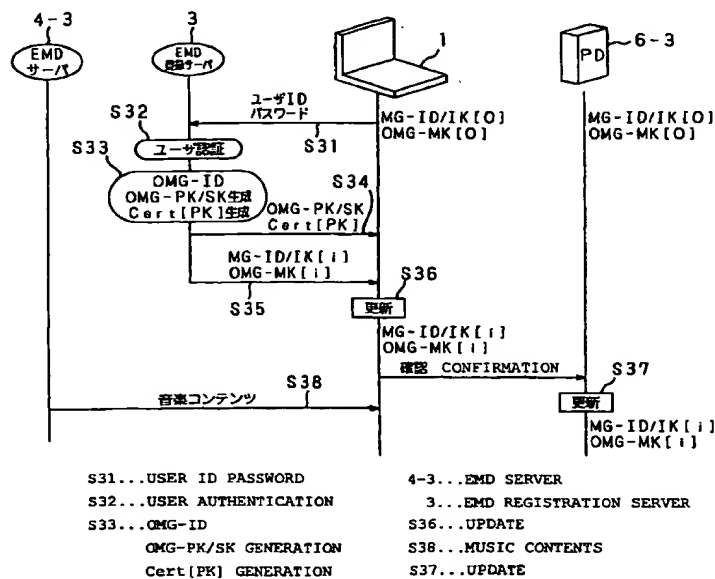 4-3
3
1
6-3
EMD
サーバ
EMD
登録サーバ
PD
ユーザID
パスワード
S31
MG-ID/IK[0]
OMG-MK[0]
MG-ID/IK[0]
OMG-MK[0]
S32
ユーザ認証
S33
OMG-ID
OMG-PK/SK生成
Cert[PK]生成
S34
OMG-PK/SK
Cert[PK]
MG-ID/IK[i]
OMG-MK[i]
S35
S36
更新
MG-ID/IK[i]
OMG-MK[i]
確認 CONFIRMATION
S37
更新
MG-ID/IK[i]
OMG-MK[i]
音楽コンテンツ
S38
S31...USER ID PASSWORD
S32...USER AUTHENTICATION
S33...OMG-ID
OMG-PK/SK GENERATION
Cert[PK] GENERATION
4-3...EMD SERVER
3...EMD REGISTRATION SERVER
S36...UPDATE
S38...MUSIC CONTENTS
S37...UPDATE